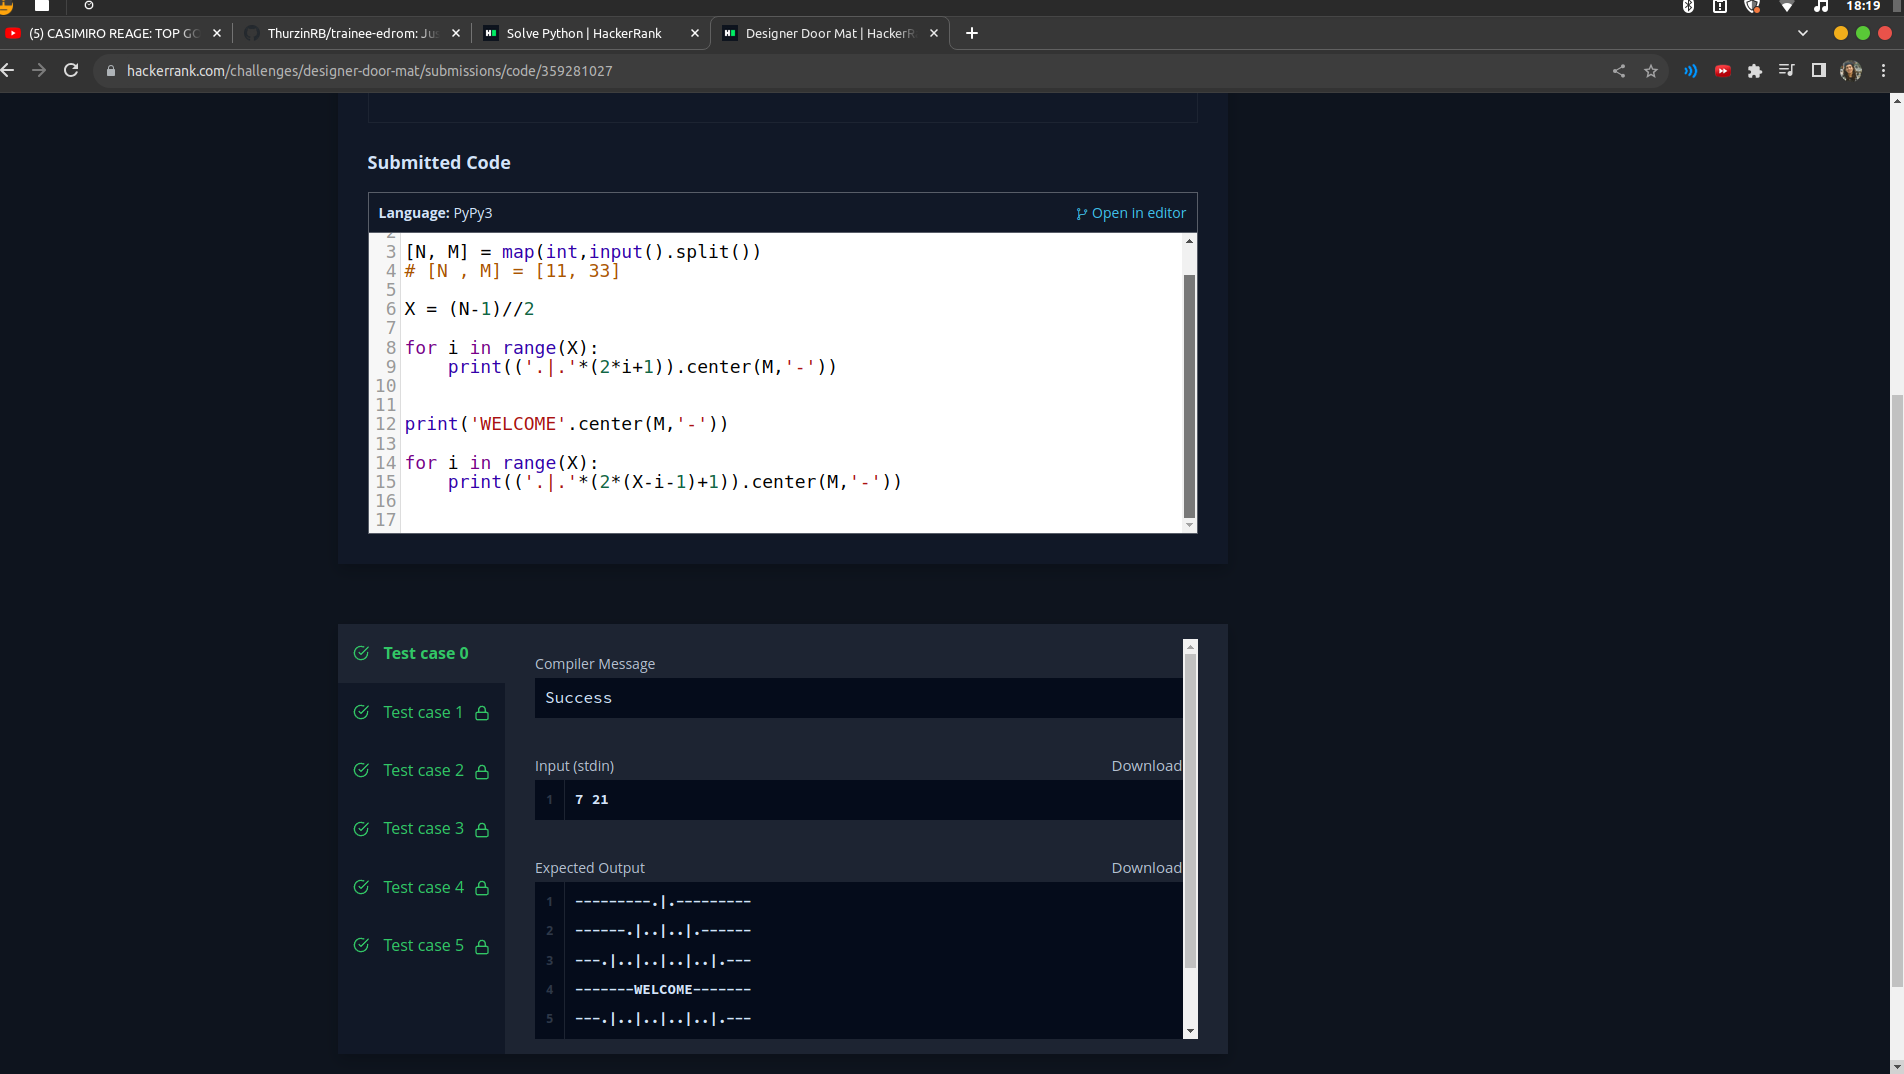 18:19
(5) CASIMIRO REAGE: TOP GO
ThurzinRB/trainee-edrom: Jus
Solve Python | HackerRank
Designer Door Mat | HackerR
hackerrank.com/challenges/designer-door-mat/submissions/code/359281027
Submitted Code
Language: PyPy3
Open in editor
2
3 [N, M] = map(int,input().split())
4 # [N , M] = [11, 33]
5
6 X = (N-1)//2
7
8 for i in range(X):
9     print(('.|.'*(2*i+1)).center(M,'-'))
10
11
12 print('WELCOME'.center(M,'-'))
13
14 for i in range(X):
15     print(('.|.'*(2*(X-i-1)+1)).center(M,'-'))
16
17
Test case 0
Test case 1
Test case 2
Test case 3
Test case 4
Test case 5
Compiler Message
Success
Input (stdin)
Download
1 7 21
Expected Output
Download
1 ---------.|.---------
2 ------.|..|..|.------
3 ---.|..|..|..|..|.---
4 -------WELCOME-------
5 ---.|..|..|..|..|.---